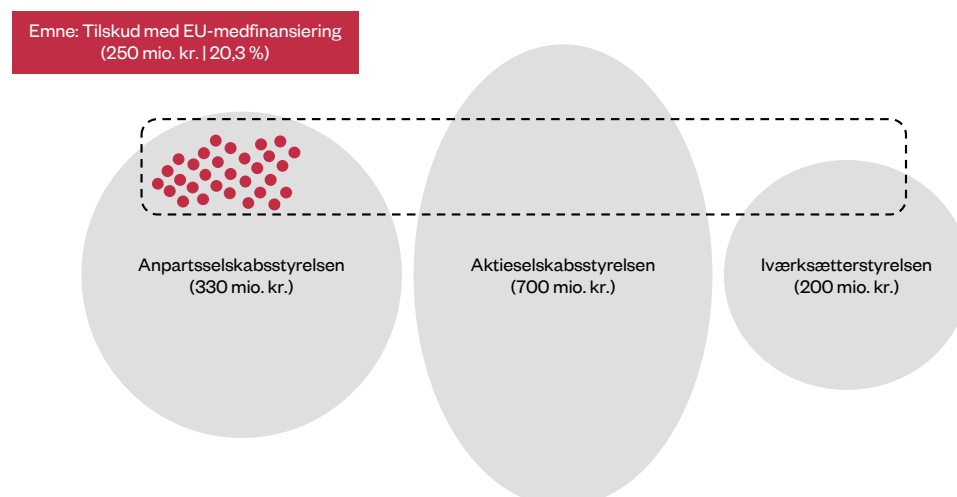 Emne: Tilskud med EU-medfinansiering
(250 mio. kr. | 20,3 %)
Anpartsselskabsstyrelsen
(330 mio. kr.)
Aktieselskabsstyrelsen
(700 mio. kr.)
Iværksætterstyrelsen
(200 mio. kr.)